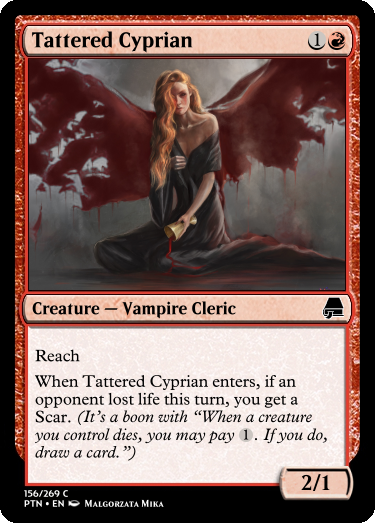 Tattered Cyprian 1
Creature — Vampire Cleric
Reach
When Tattered Cyprian enters, if an
opponent lost life this turn, you get a
Scar. (It's a boon with “When a creature
you control dies, you may pay 1. If you do,
draw a card.”)
2/1
156/269 C
PTN • EN Malgorzata Mika